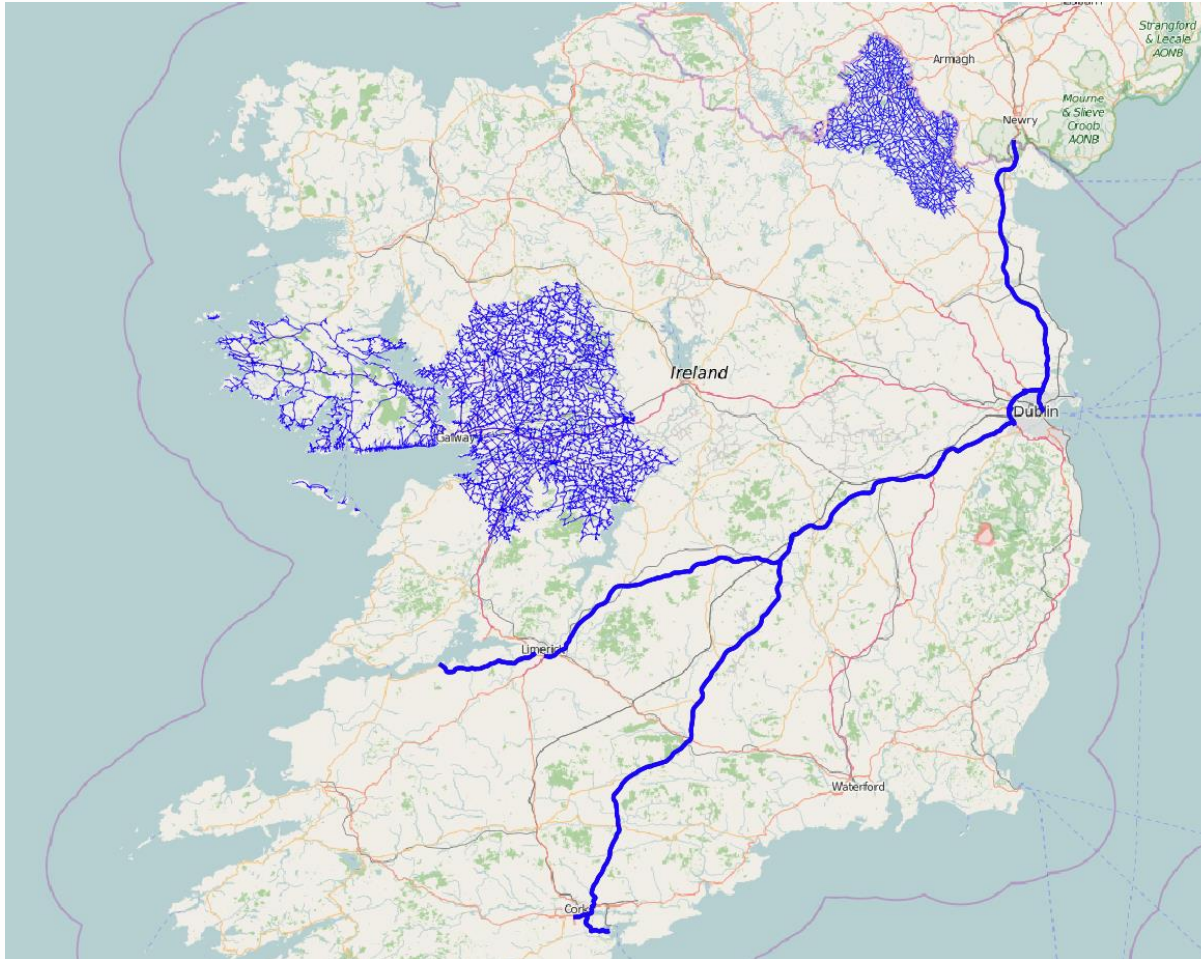 Strangford
& Lecale
AONB
Armagh
Mourne
& Slieve
Croob
AONB
Newry
Ireland
Dublin
Galway
Limerick
Waterford
Cork